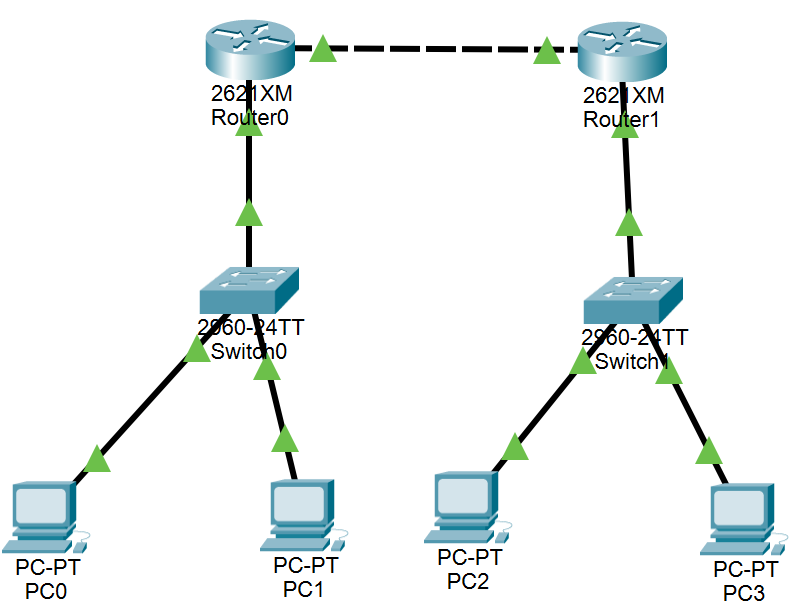 2621XM
Router0
2621XM
Router1
2960-24TT
Switch0
2960-24TT
Switch1
PC-PT
PC0
PC-PT
PC1
PC-PT
PC2
PC-PT
PC3